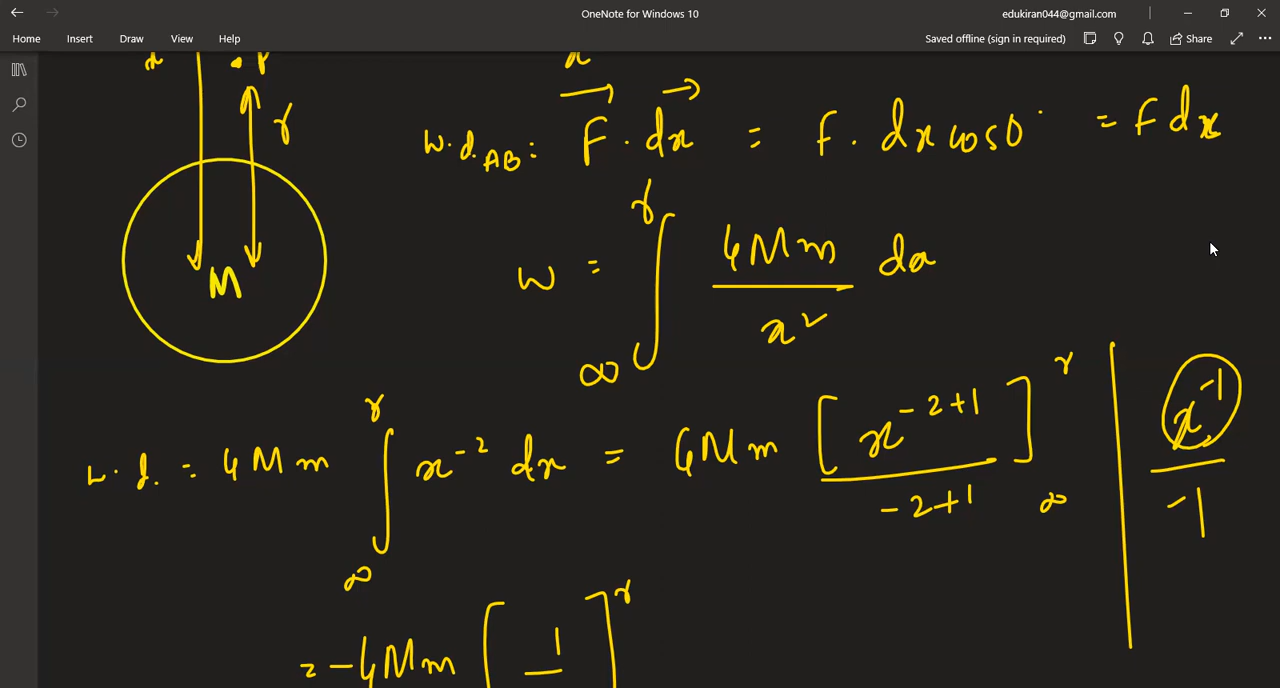 OneNote for Windows 10
edukiran044@gmail.com
Home Insert Draw View Help
Saved offline (sign in required)
Share
x
P
r
M
W.d.AB: F⃗ · dx⃗ = F · dx cos0° = Fdx
W = ∫∞^r GMm/x² dx
W.d. = GMm ∫∞^r x⁻² dx = GMm [x^(-2+1)/(-2+1)]∞^r | x⁻¹/-1
= -GMm [1/ ]^r